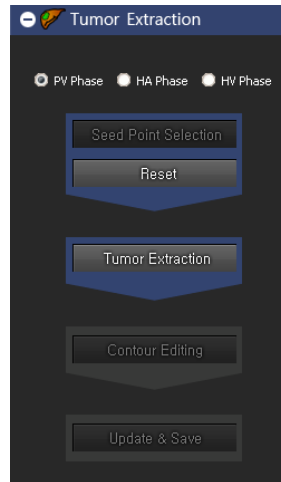 Tumor Extraction
PV Phase HA Phase HV Phase
Seed Point Selection
Reset
Tumor Extraction
Contour Editing
Update & Save